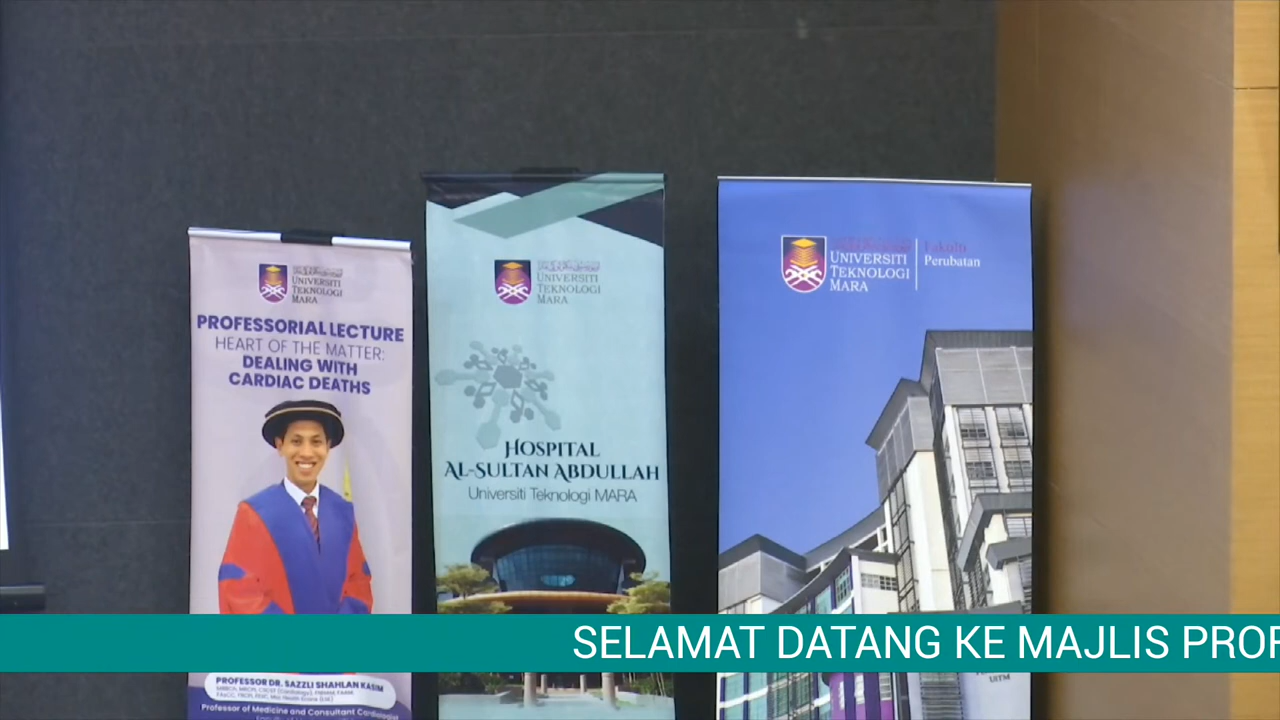 UNIVERSITI
TEKNOLOGI
MARA
PROFESSORIAL LECTURE
HEART OF THE MATTER:
DEALING WITH
CARDIAC DEATHS
PROFESSOR DR. SAZZLI SHAHLAN KASIM
Professor of Medicine and Consultant Cardiologist
UNIVERSITI
TEKNOLOGI
MARA
HOSPITAL
AL-SULTAN ABDULLAH
Universiti Teknologi MARA
UNIVERSITI
TEKNOLOGI
MARA
Fakulti
Perubatan
UiTM
SELAMAT DATANG KE MAJLIS PROF